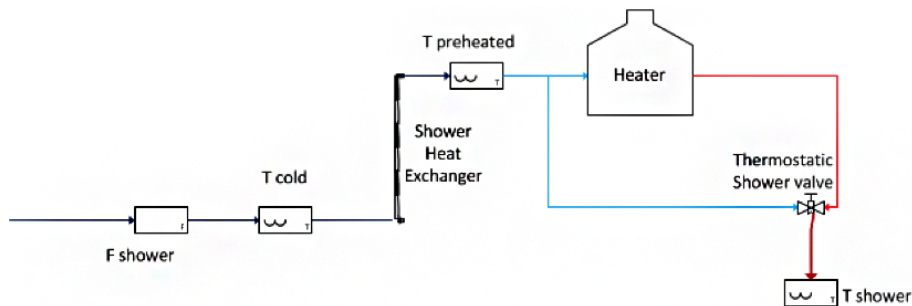 T preheated
T
Heater
Shower
Heat
Exchanger
T cold
Thermostatic
Shower valve
F
T
F shower
T
T shower